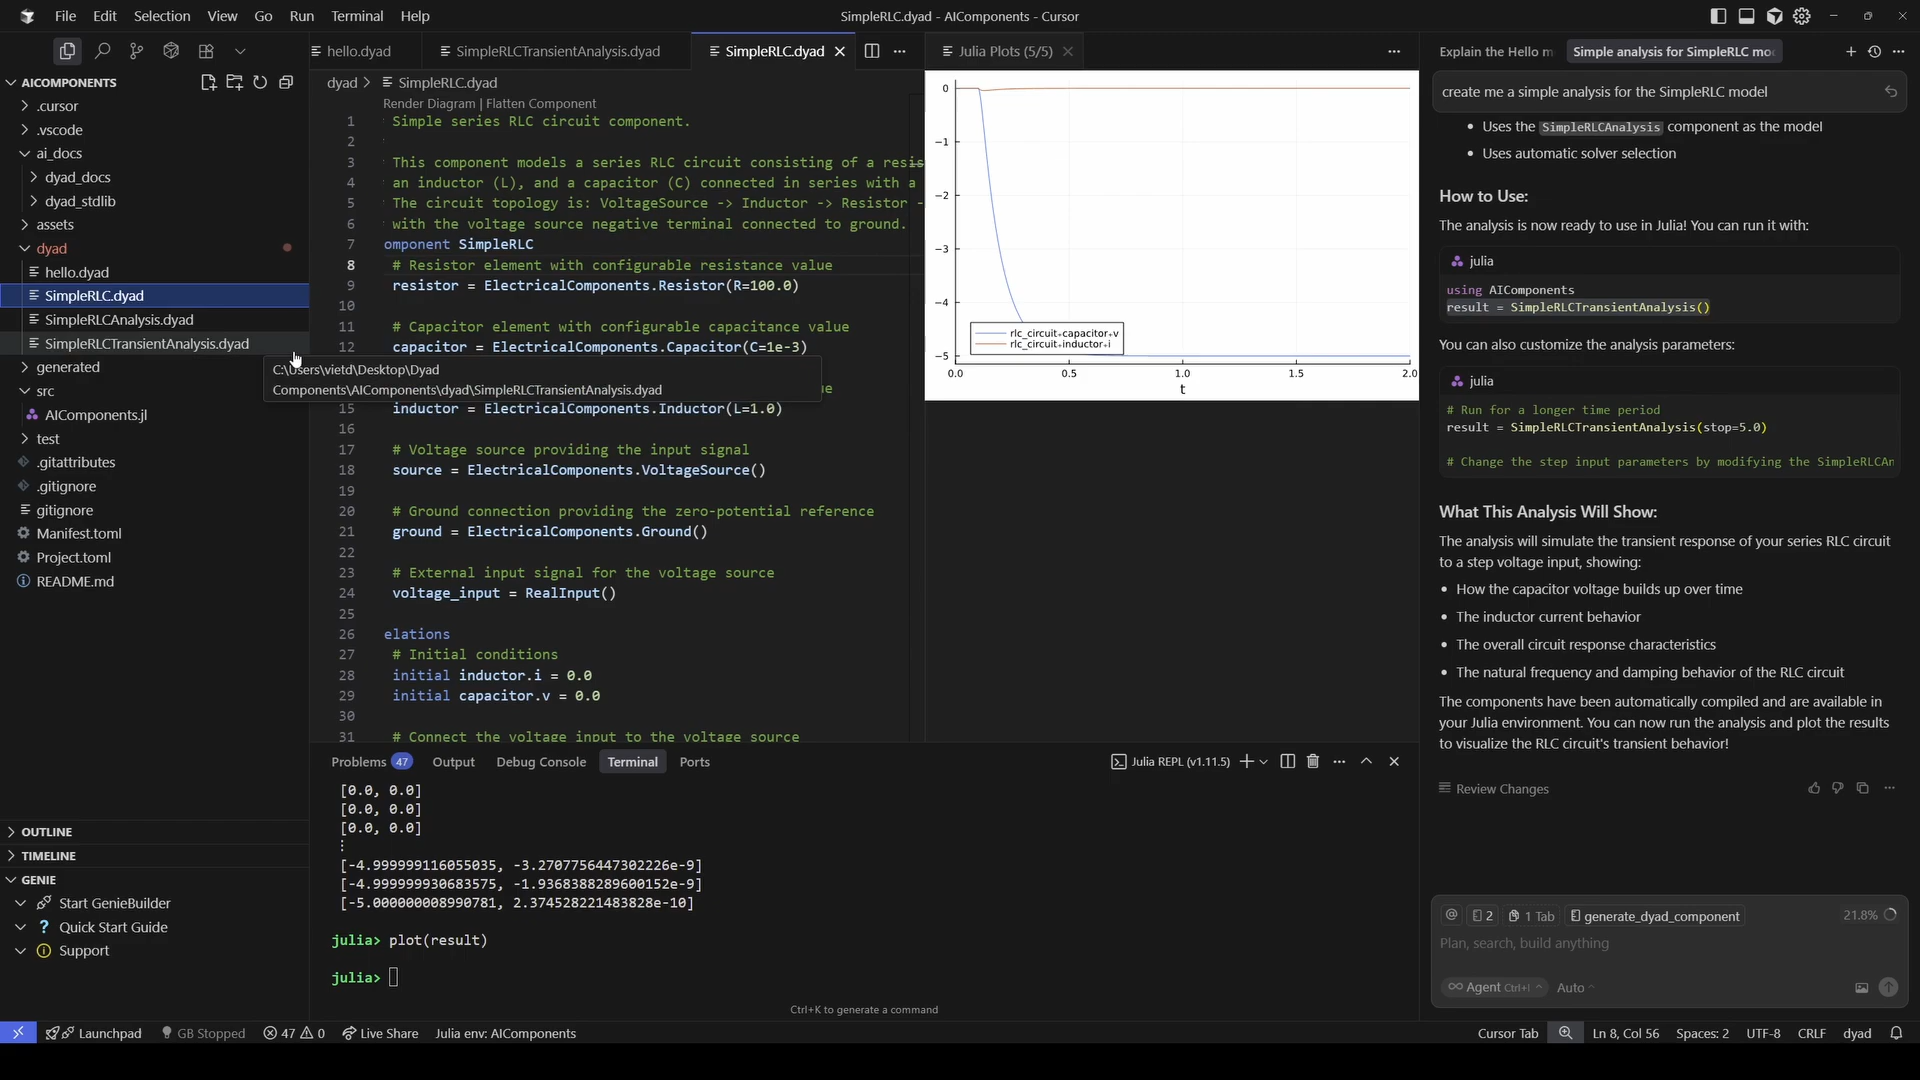 File Edit Selection View Go Run Terminal Help
SimpleRLC.dyad - AIComponents - Cursor
AICOMPONENTS
.cursor
.vscode
ai_docs
dyad_docs
dyad_stdlib
assets
dyad
hello.dyad
SimpleRLC.dyad
SimpleRLCAnalysis.dyad
SimpleRLCTransientAnalysis.dyad
generated
src
AIComponents.jl
test
.gitattributes
.gitignore
gitignore
Manifest.toml
Project.toml
README.md
OUTLINE
TIMELINE
GENIE
Start GenieBuilder
Quick Start Guide
Support
hello.dyad
SimpleRLCTransientAnalysis.dyad
SimpleRLC.dyad
dyad > SimpleRLC.dyad
Render Diagram | Flatten Component
1 Simple series RLC circuit component.
2
3 This component models a series RLC circuit consisting of a resis
4 an inductor (L), and a capacitor (C) connected in series with a
5 The circuit topology is: VoltageSource -> Inductor -> Resistor -
6 with the voltage source negative terminal connected to ground.
7 omponent SimpleRLC
8 # Resistor element with configurable resistance value
9 resistor = ElectricalComponents.Resistor(R=100.0)
10
11 # Capacitor element with configurable capacitance value
12 capacitor = ElectricalComponents.Capacitor(C=1e-3)
C:\Users\vietd\Desktop\Dyad
Components\AIComponents\dyad\SimpleRLCTransientAnalysis.dyad
ue
15 inductor = ElectricalComponents.Inductor(L=1.0)
16
17 # Voltage source providing the input signal
18 source = ElectricalComponents.VoltageSource()
19
20 # Ground connection providing the zero-potential reference
21 ground = ElectricalComponents.Ground()
22
23 # External input signal for the voltage source
24 voltage_input = RealInput()
25
26 elations
27 # Initial conditions
28 initial inductor.i = 0.0
29 initial capacitor.v = 0.0
30
31 # Connect the voltage input to the voltage source
Julia Plots (5/5)
0
-1
-2
-3
-4
-5
rlc_circuit₊capacitor₊v
rlc_circuit₊inductor₊i
0.0 0.5 1.0 1.5 2.0
t
Problems 47 Output Debug Console Terminal Ports
Julia REPL (v1.11.5)
[0.0, 0.0]
[0.0, 0.0]
[0.0, 0.0]
⋮
[-4.999999116055035, -3.2707756447302226e-9]
[-4.999999930683575, -1.9368388289600152e-9]
[-5.000000008990781, 2.374528221483828e-10]
julia> plot(result)
julia>
Ctrl+K to generate a command
Explain the Hello m
Simple analysis for SimpleRLC mo
create me a simple analysis for the SimpleRLC model
• Uses the SimpleRLCAnalysis component as the model
• Uses automatic solver selection
How to Use:
The analysis is now ready to use in Julia! You can run it with:
julia
using AIComponents
result = SimpleRLCTransientAnalysis()
You can also customize the analysis parameters:
julia
# Run for a longer time period
result = SimpleRLCTransientAnalysis(stop=5.0)
# Change the step input parameters by modifying the SimpleRLCAn
What This Analysis Will Show:
The analysis will simulate the transient response of your series RLC circuit
to a step voltage input, showing:
• How the capacitor voltage builds up over time
• The inductor current behavior
• The overall circuit response characteristics
• The natural frequency and damping behavior of the RLC circuit
The components have been automatically compiled and are available in
your Julia environment. You can now run the analysis and plot the results
to visualize the RLC circuit's transient behavior!
Review Changes
@ 2 1 Tab generate_dyad_component 21.8%
Plan, search, build anything
∞ Agent Ctrl+I Auto
Launchpad GB Stopped 47 0 Live Share Julia env: AIComponents
Cursor Tab Ln 8, Col 56 Spaces: 2 UTF-8 CRLF dyad